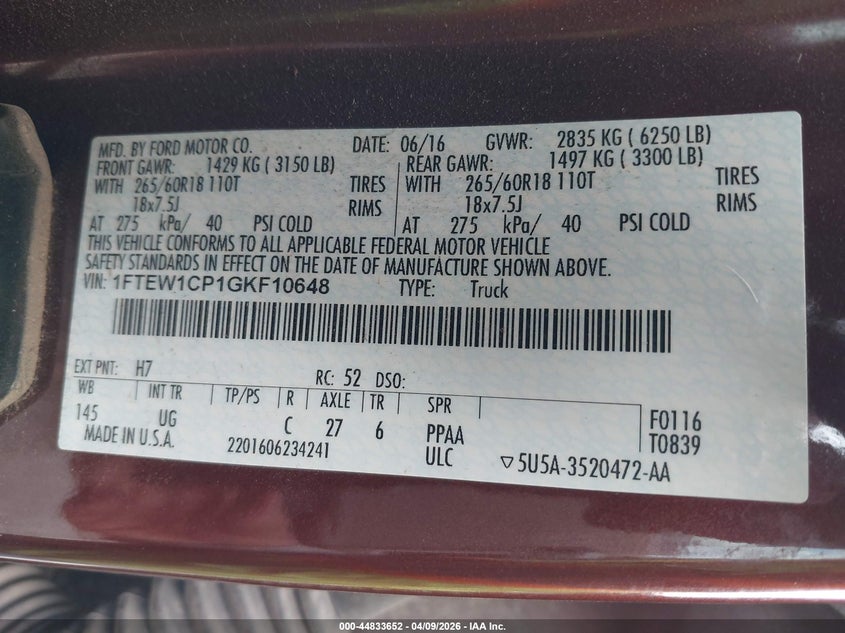 MFD. BY FORD MOTOR CO. DATE: 06/16 GVWR: 2835 KG ( 6250 LB)
FRONT GAWR: 1429 KG ( 3150 LB) REAR GAWR: 1497 KG ( 3300 LB)
WITH 265/60R18 110T TIRES WITH 265/60R18 110T TIRES
18x7.5J RIMS 18x7.5J RIMS
AT 275 kPa/ 40 PSI COLD AT 275 kPa/ 40 PSI COLD
THIS VEHICLE CONFORMS TO ALL APPLICABLE FEDERAL MOTOR VEHICLE
SAFETY STANDARDS IN EFFECT ON THE DATE OF MANUFACTURE SHOWN ABOVE.
VIN: 1FTEW1CP1GKF10648 TYPE: Truck
EXT PNT: H7 RC: 52 DSO:
WB INT TR TP/PS R AXLE TR SPR
145 UG C 27 6 PPAA F0116
MADE IN U.S.A. 2201606234241 ULC T0839
▽5U5A-3520472-AA
000-44833652 - 04/09/2026 - IAA Inc.